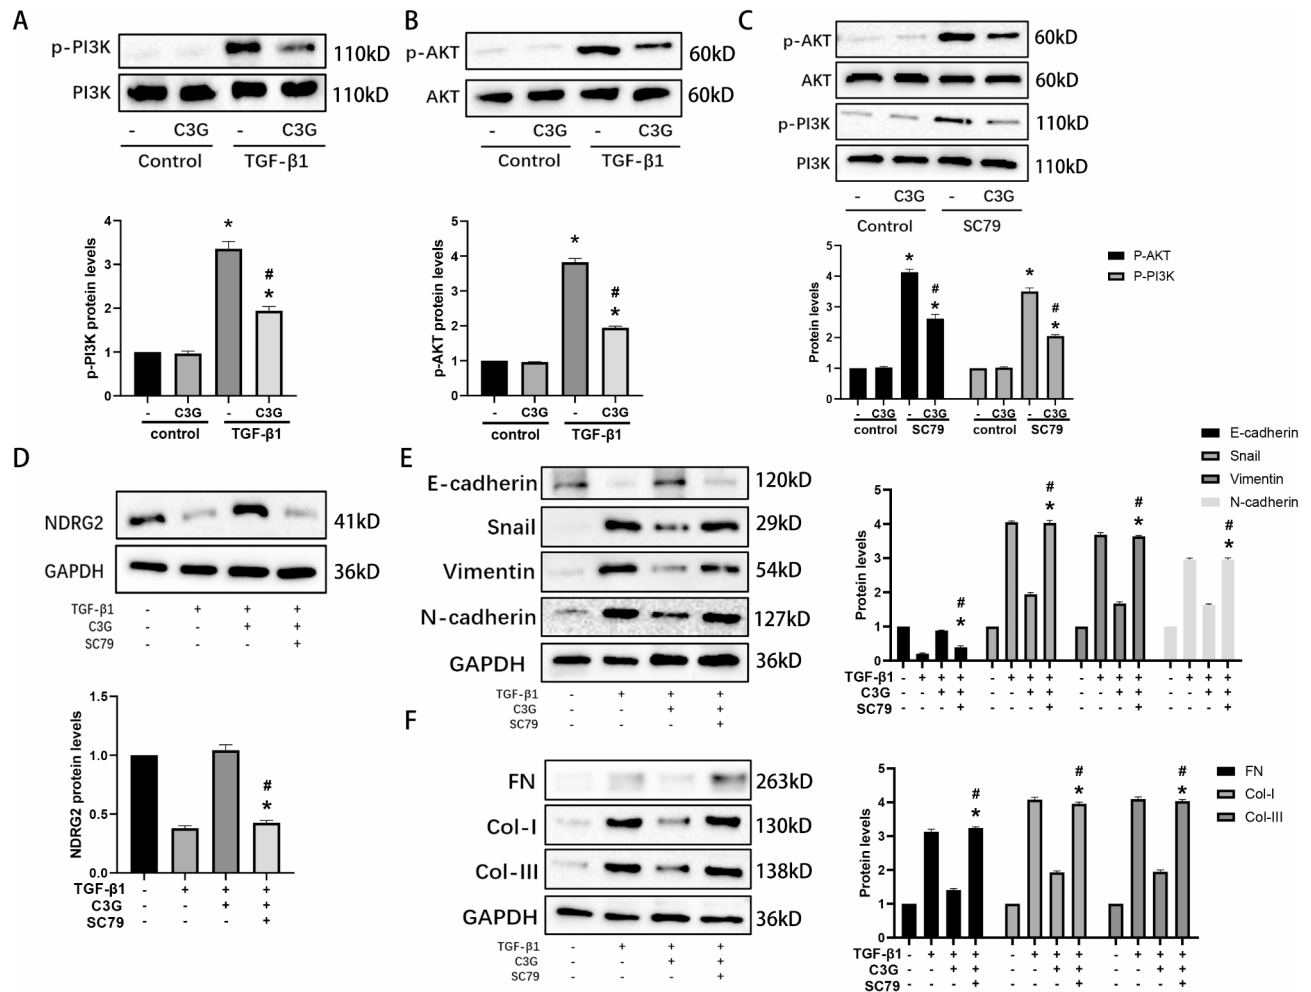 A
p-PI3K
110kD
PI3K
110kD
- C3G - C3G
Control TGF-β1
p-PI3K protein levels
4
3
2
1
0
*
#
*
- C3G - C3G
control TGF-β1
B
p-AKT
60kD
AKT
60kD
- C3G - C3G
Control TGF-β1
p-AKT protein levels
5
4
3
2
1
0
*
#
*
- C3G - C3G
control TGF-β1
C
p-AKT
60kD
AKT
60kD
p-PI3K
110kD
PI3K
110kD
- C3G - C3G
Control SC79
Protein levels
5
4
3
2
1
0
*
#
*
*
#
*
P-AKT
P-PI3K
- C3G - C3G - C3G - C3G
control SC79 control SC79
D
NDRG2
41kD
GAPDH
36kD
TGF-β1 - + + +
C3G - - + +
SC79 - - - +
NDRG2 protein levels
1.5
1.0
0.5
0.0
#
*
TGF-β1 - + + +
C3G - - + +
SC79 - - - +
E
E-cadherin
120kD
Snail
29kD
Vimentin
54kD
N-cadherin
127kD
GAPDH
36kD
TGF-β1 - + + +
C3G - - + +
SC79 - - - +
E-cadherin
Snail
Vimentin
N-cadherin
Protein levels
5
4
3
2
1
0
#
*
#
*
#
*
#
*
TGF-β1 - + + + - + + + - + + + - + + +
C3G - - + + - - + + - - + + - - + +
SC79 - - - + - - - + - - - + - - - +
F
FN
263kD
Col-I
130kD
Col-III
138kD
GAPDH
36kD
TGF-β1 - + + +
C3G - - + +
SC79 - - - +
FN
Col-I
Col-III
Protein levels
5
4
3
2
1
0
#
*
#
*
#
*
TGF-β1 - + + + - + + + - + + +
C3G - - + + - - + + - - + +
SC79 - - - + - - - + - - - +